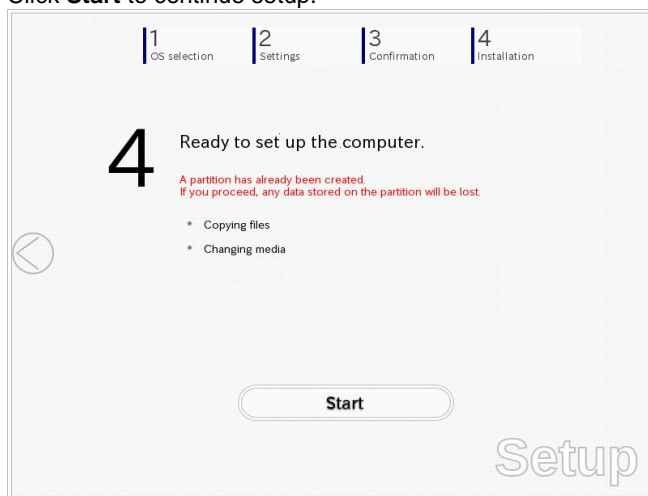 Click Start to continue setup.
1 2 3 4
OS selection Settings Confirmation Installation
4 Ready to set up the computer.
A partition has already been created.
If you proceed, any data stored on the partition will be lost.
• Copying files
• Changing media
Start
Setup